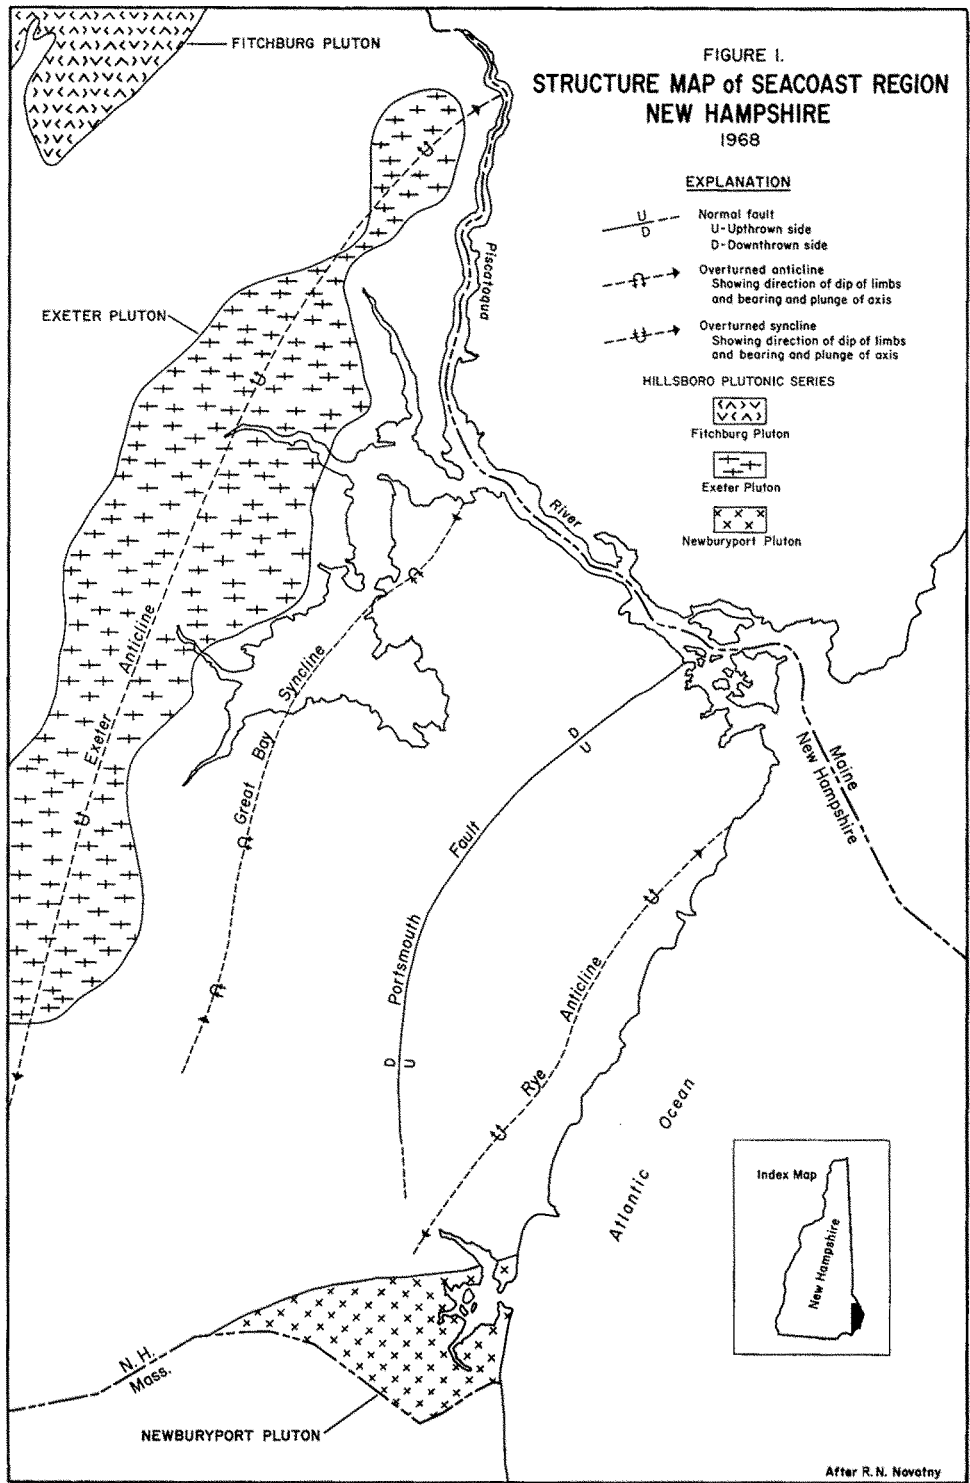 FITCHBURG PLUTON
FIGURE 1.
STRUCTURE MAP of SEACOAST REGION
NEW HAMPSHIRE
1968
EXPLANATION
U
D
Normal fault
U-Upthrown side
D-Downthrown side
Overturned anticline
Showing direction of dip of limbs
and bearing and plunge of axis
Overturned syncline
Showing direction of dip of limbs
and bearing and plunge of axis
HILLSBORO PLUTONIC SERIES
Fitchburg Pluton
Exeter Pluton
Newburyport Pluton
Piscataqua
River
EXETER PLUTON
Exeter Anticline
Great Bay Syncline
D
U
Portsmouth Fault
D U
Rye Anticline
Maine
New Hampshire
Atlantic Ocean
Index Map
New Hampshire
N. H.
Mass.
NEWBURYPORT PLUTON
After R. N. Novotny